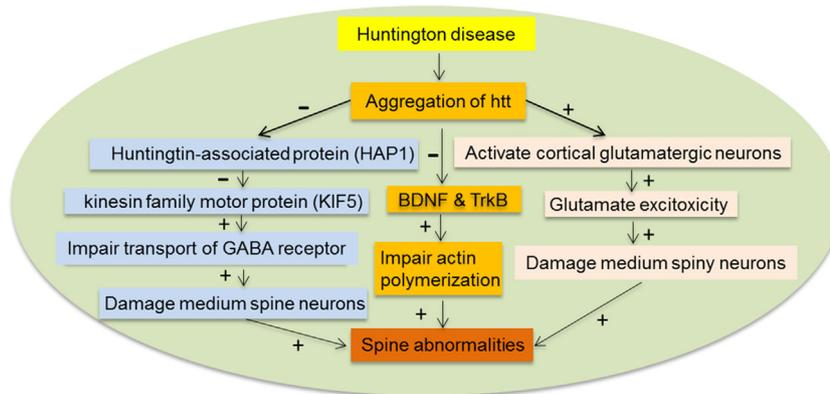 Huntington disease
Aggregation of htt
-
+
Huntingtin-associated protein (HAP1)
-
Activate cortical glutamatergic neurons
-
+
kinesin family motor protein (KIF5)
BDNF & TrkB
Glutamate excitoxicity
+
+
+
Impair transport of GABA receptor
Impair actin
polymerization
Damage medium spiny neurons
+
Damage medium spine neurons
+
+
+
Spine abnormalities